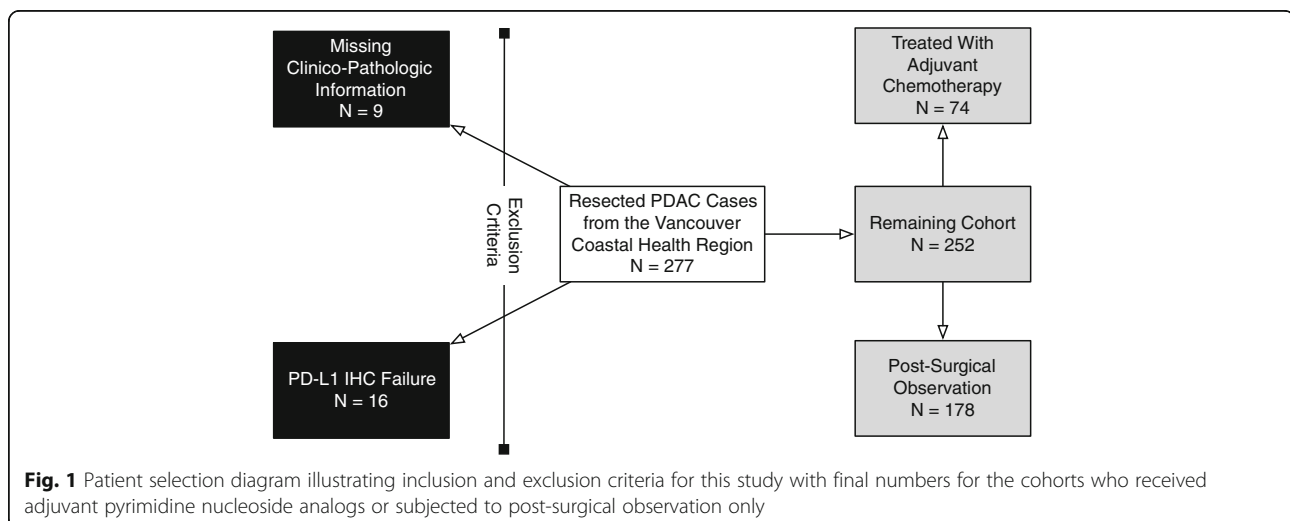 Missing
Clinico-Pathologic
Information
N = 9
Exclusion
Crtiteria
PD-L1 IHC Failure
N = 16
Resected PDAC Cases
from the Vancouver
Coastal Health Region
N = 277
Treated With
Adjuvant
Chemotherapy
N = 74
Remaining Cohort
N = 252
Post-Surgical
Observation
N = 178
Fig. 1 Patient selection diagram illustrating inclusion and exclusion criteria for this study with final numbers for the cohorts who received
adjuvant pyrimidine nucleoside analogs or subjected to post-surgical observation only